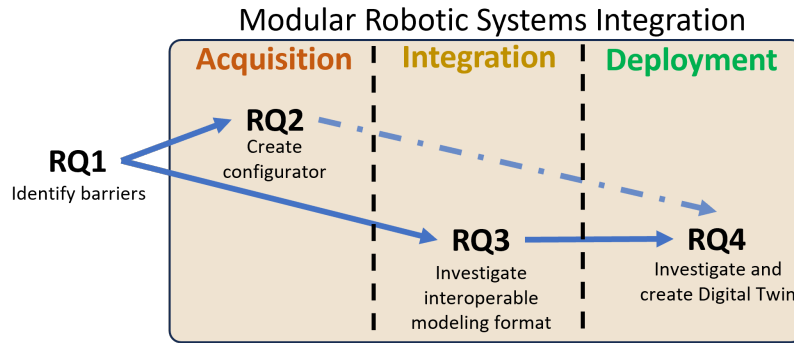 Modular Robotic Systems Integration
Acquisition
Integration
Deployment
RQ1
Identify barriers
RQ2
Create
configurator
RQ3
Investigate
interoperable
modeling format
RQ4
Investigate and
create Digital Twin